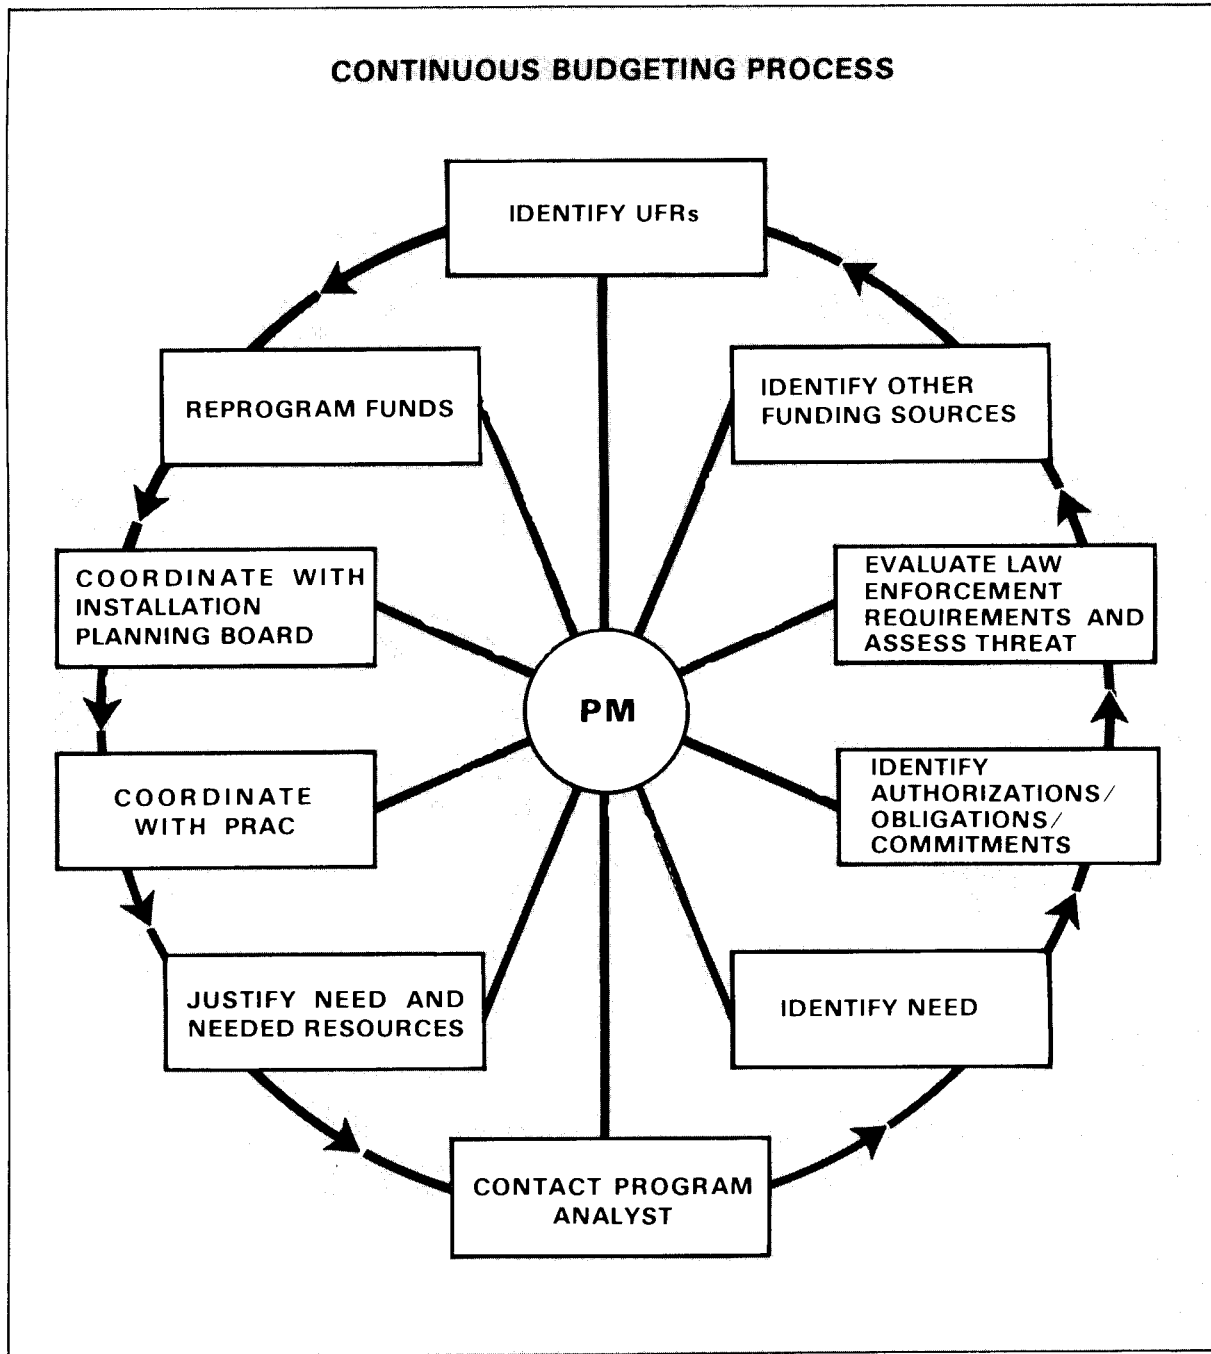 CONTINUOUS BUDGETING PROCESS
IDENTIFY UFRs
REPROGRAM FUNDS
IDENTIFY OTHER
FUNDING SOURCES
COORDINATE WITH
INSTALLATION
PLANNING BOARD
EVALUATE LAW
ENFORCEMENT
REQUIREMENTS AND
ASSESS THREAT
PM
COORDINATE
WITH PRAC
IDENTIFY
AUTHORIZATIONS/
OBLIGATIONS/
COMMITMENTS
JUSTIFY NEED AND
NEEDED RESOURCES
IDENTIFY NEED
CONTACT PROGRAM
ANALYST